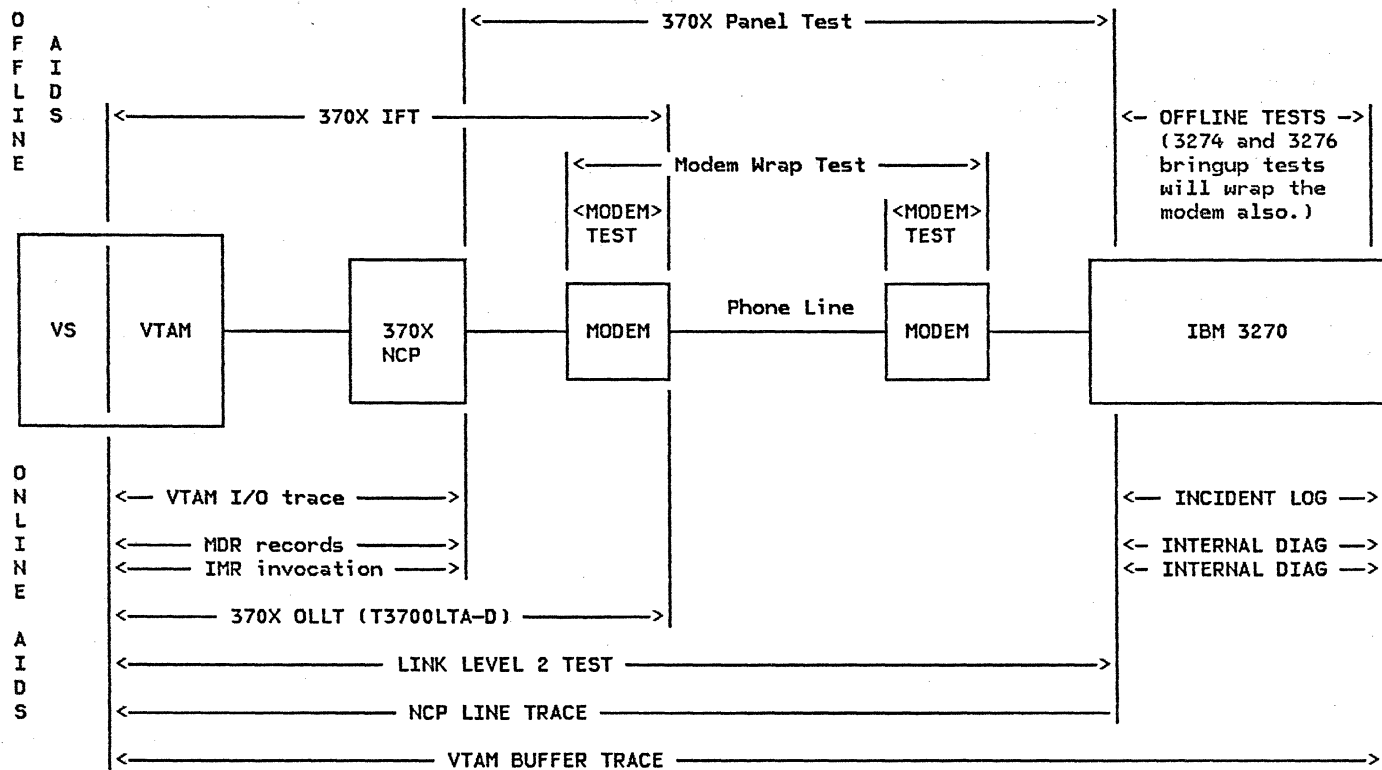 OFFLINE
AIDS
<— 370X Panel Test —>
<— 370X IFT —>
<— OFFLINE TESTS —>
(3274 and 3276
bringup tests
will wrap the
modem also.)
<— Modem Wrap Test —>
<MODEM>
TEST
<MODEM>
TEST
VS
VTAM
370X
NCP
MODEM
Phone Line
MODEM
IBM 3270
ONLINE
AIDS
<— VTAM I/O trace —>
<— INCIDENT LOG —>
<— MDR records —>
<— INTERNAL DIAG —>
<— IMR invocation —>
<— INTERNAL DIAG —>
<— 370X OLLT (T3700LTA-D) —>
<— LINK LEVEL 2 TEST —>
<— NCP LINE TRACE —
<— VTAM BUFFER TRACE —>